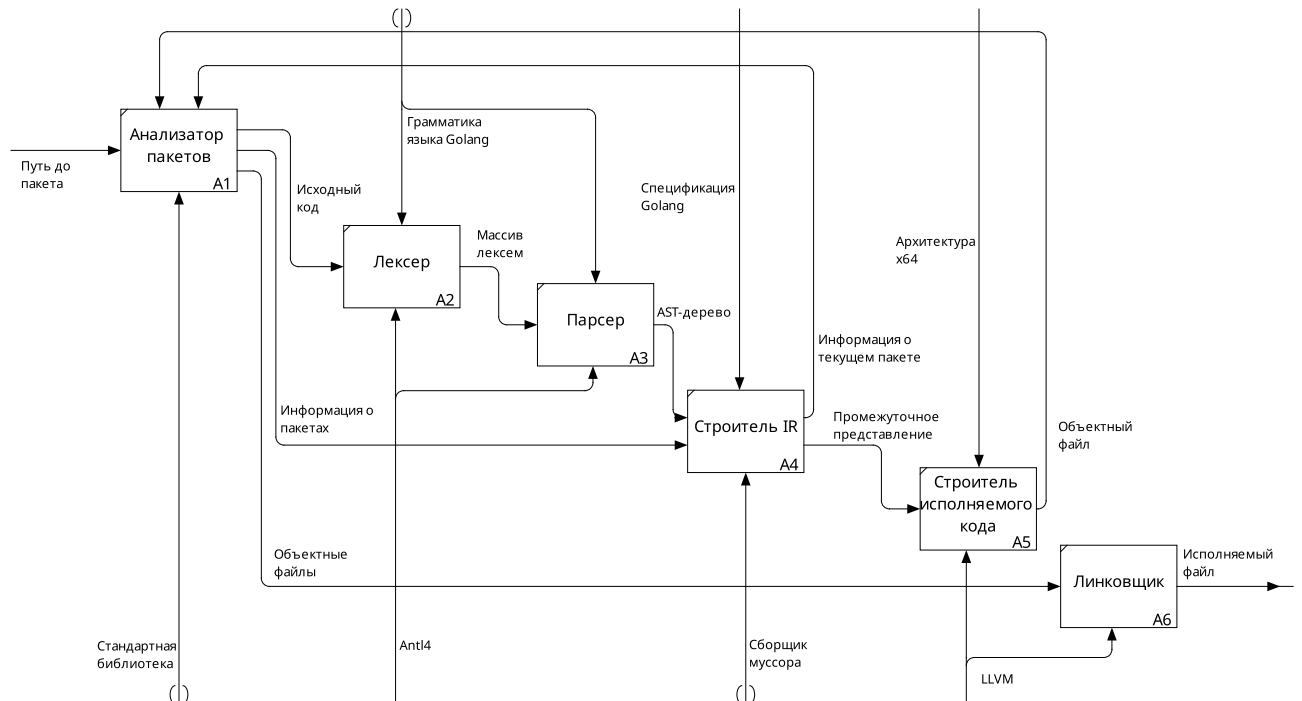 Грамматика
языка Golang
Анализатор
пакетов
A1
Путь до
пакета
Исходный
код
Спецификация
Golang
Массив
лексем
Лексер
A2
Архитектура
x64
Парсер
A3
AST-дерево
Информация о
текущем пакете
Информация о
пакетах
Строитель IR
A4
Промежуточное
представление
Объектный
файл
Строитель
исполняемого
кода
A5
Объектные
файлы
Линковщик
A6
Исполняемый
файл
Стандартная
библиотека
Antl4
Сборщик
муссора
LLVM